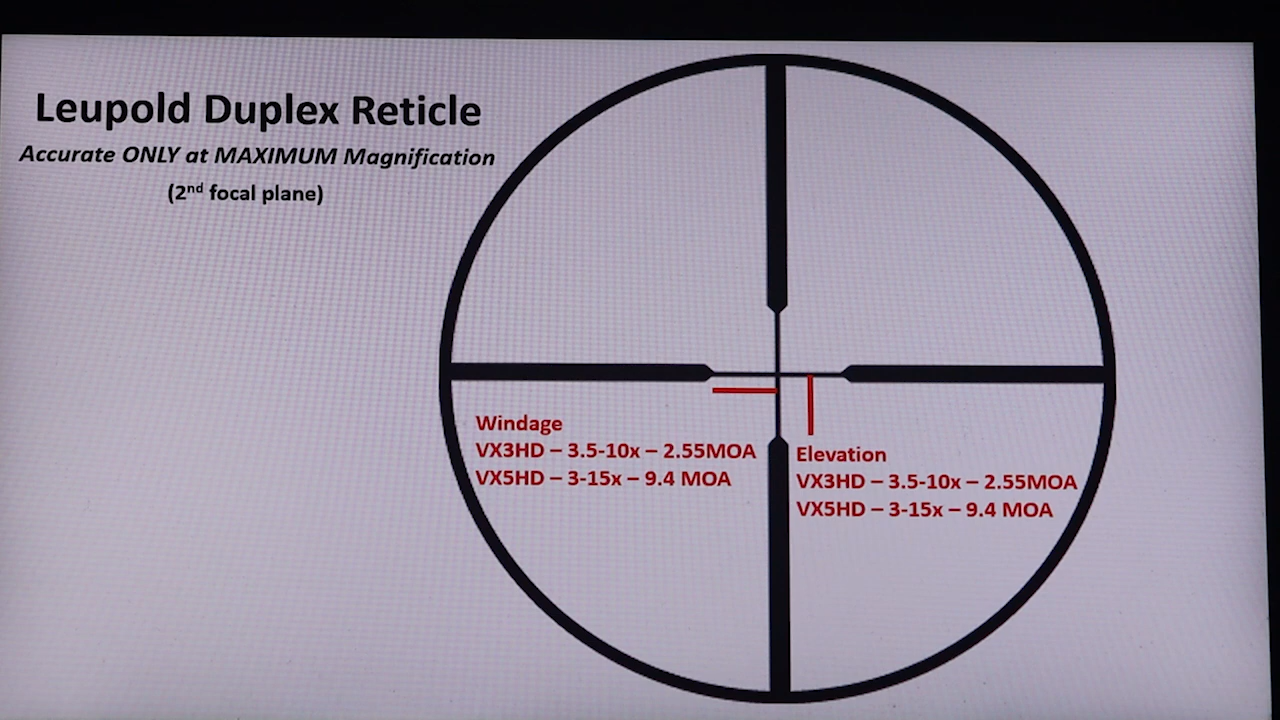 Leupold Duplex Reticle
Accurate ONLY at MAXIMUM Magnification
(2nd focal plane)
Windage
VX3HD – 3.5-10x – 2.55MOA
VX5HD – 3-15x – 9.4 MOA
Elevation
VX3HD – 3.5-10x – 2.55MOA
VX5HD – 3-15x – 9.4 MOA